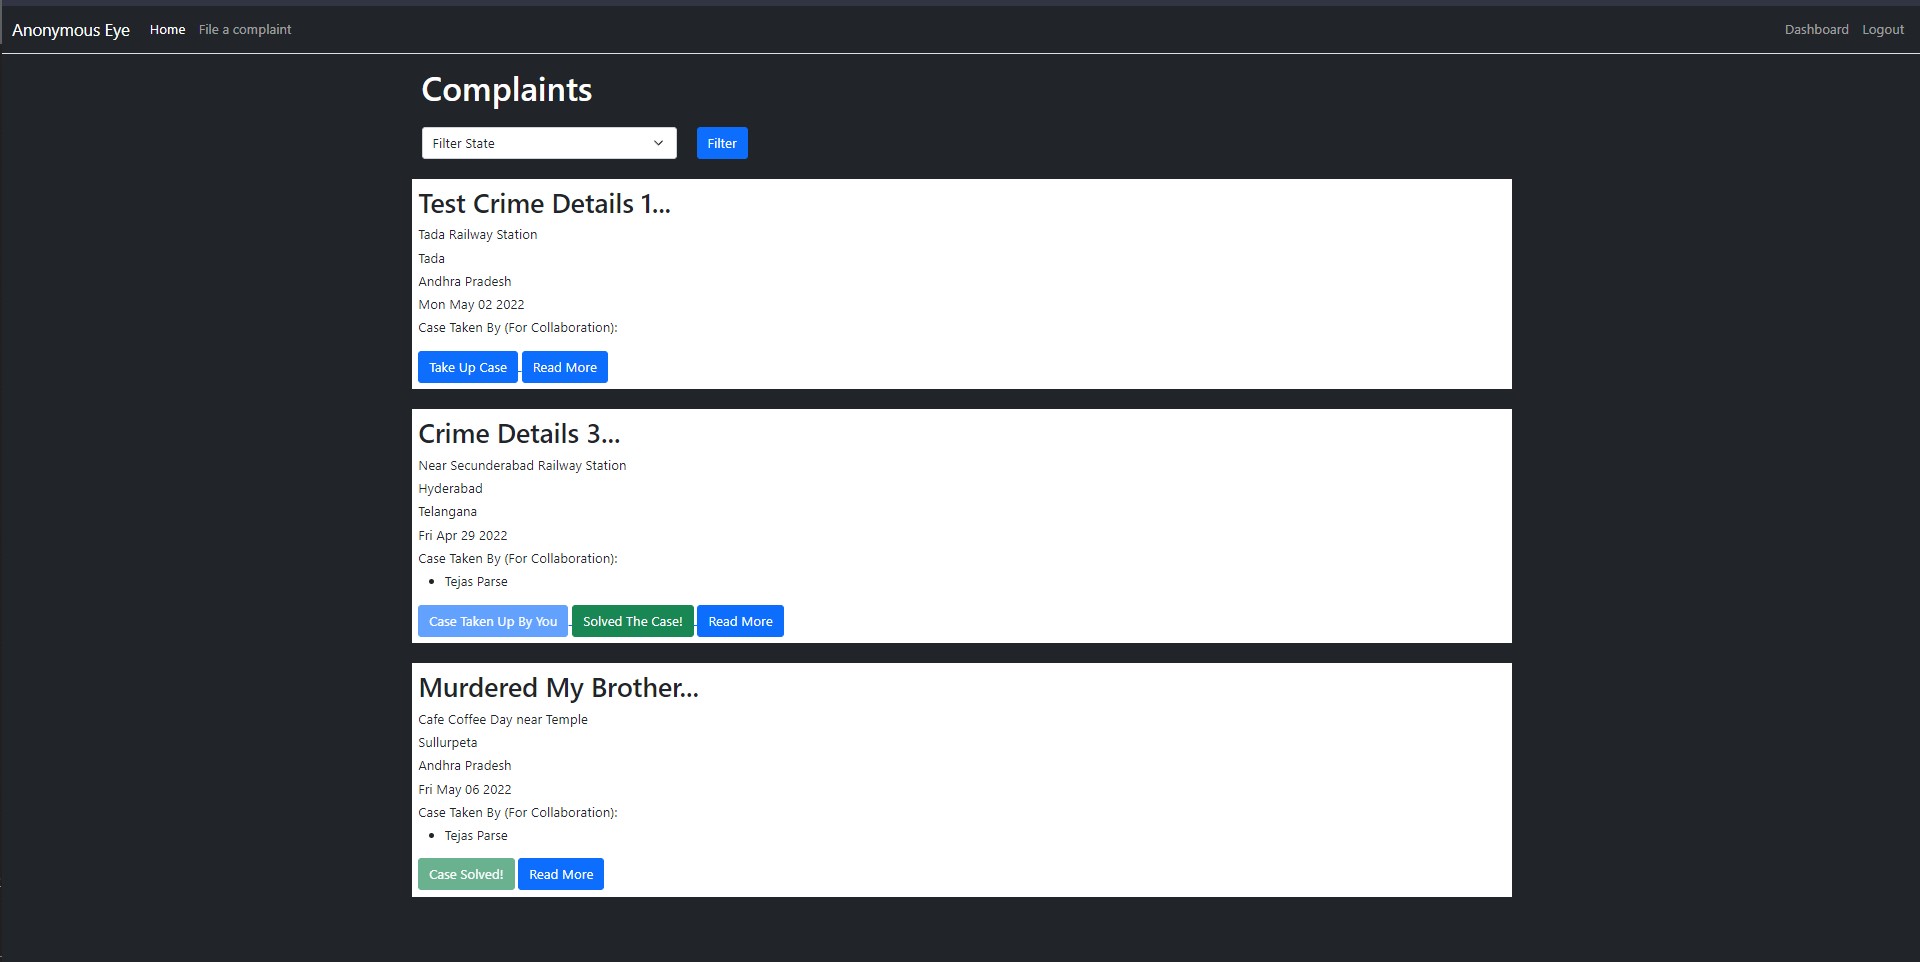 Anonymous Eye Home File a complaint Dashboard Logout
Complaints
Filter State Filter
Test Crime Details 1...
Tada Railway Station
Tada
Andhra Pradesh
Mon May 02 2022
Case Taken By (For Collaboration):
Take Up Case Read More
Crime Details 3...
Near Secunderabad Railway Station
Hyderabad
Telangana
Fri Apr 29 2022
Case Taken By (For Collaboration):
• Tejas Parse
Case Taken Up By You Solved The Case! Read More
Murdered My Brother...
Cafe Coffee Day near Temple
Sullurpeta
Andhra Pradesh
Fri May 06 2022
Case Taken By (For Collaboration):
• Tejas Parse
Case Solved! Read More